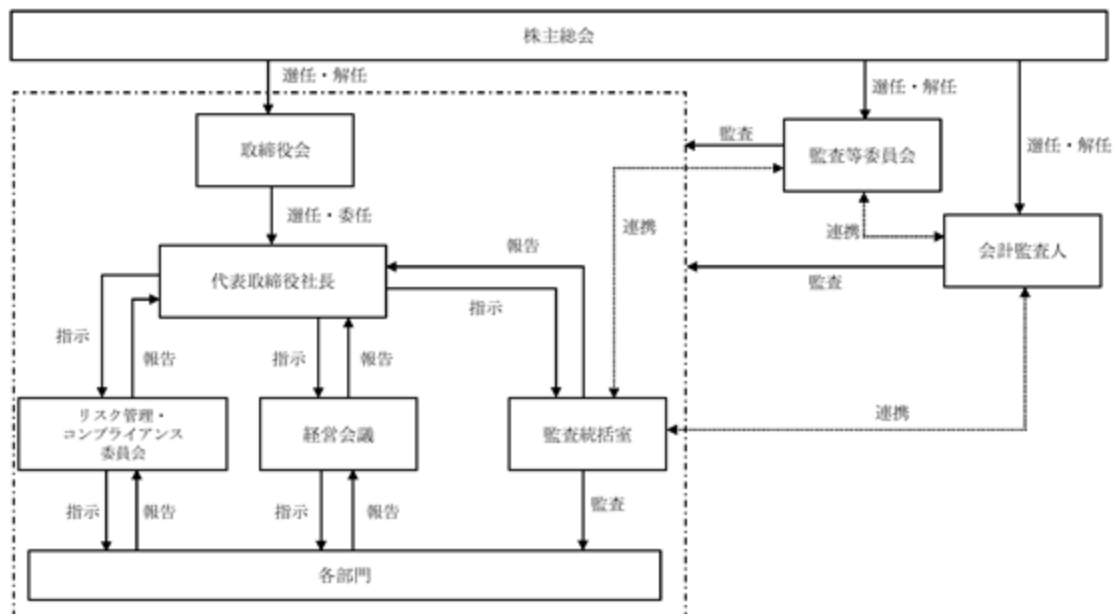 株主総会
選任・解任
選任・解任
選任・解任
取締役会
監査
監査等委員会
選任・委任
連携
連携
会計監査人
報告
代表取締役社長
監査
指示
指示
報告
指示
報告
リスク管理・
コンプライアンス
委員会
経営会議
監査統括室
連携
指示
報告
指示
報告
監査
各部門